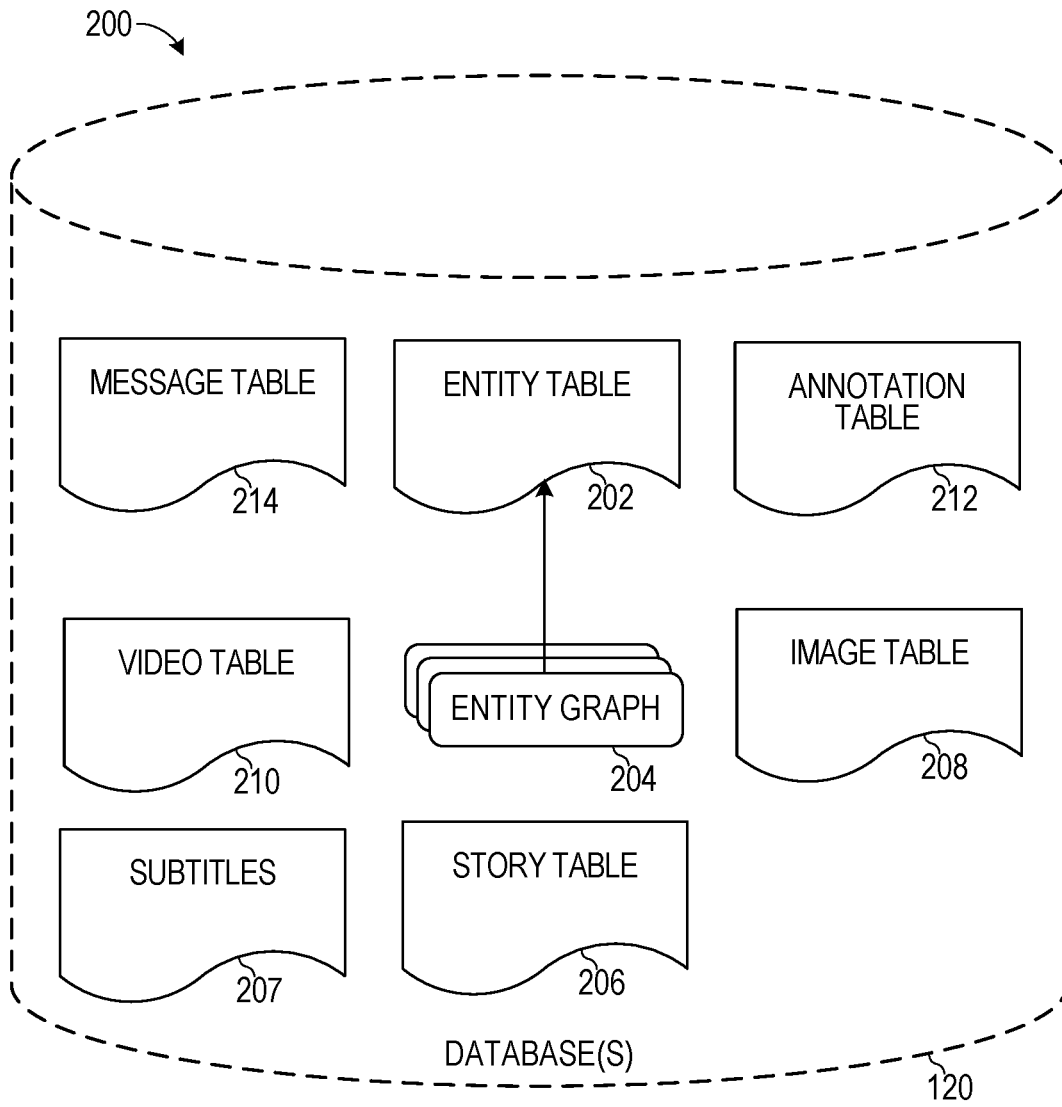 200
MESSAGE TABLE
214
ENTITY TABLE
202
ANNOTATION
TABLE
212
VIDEO TABLE
210
ENTITY GRAPH
204
IMAGE TABLE
208
SUBTITLES
207
STORY TABLE
206
DATABASE(S)
120